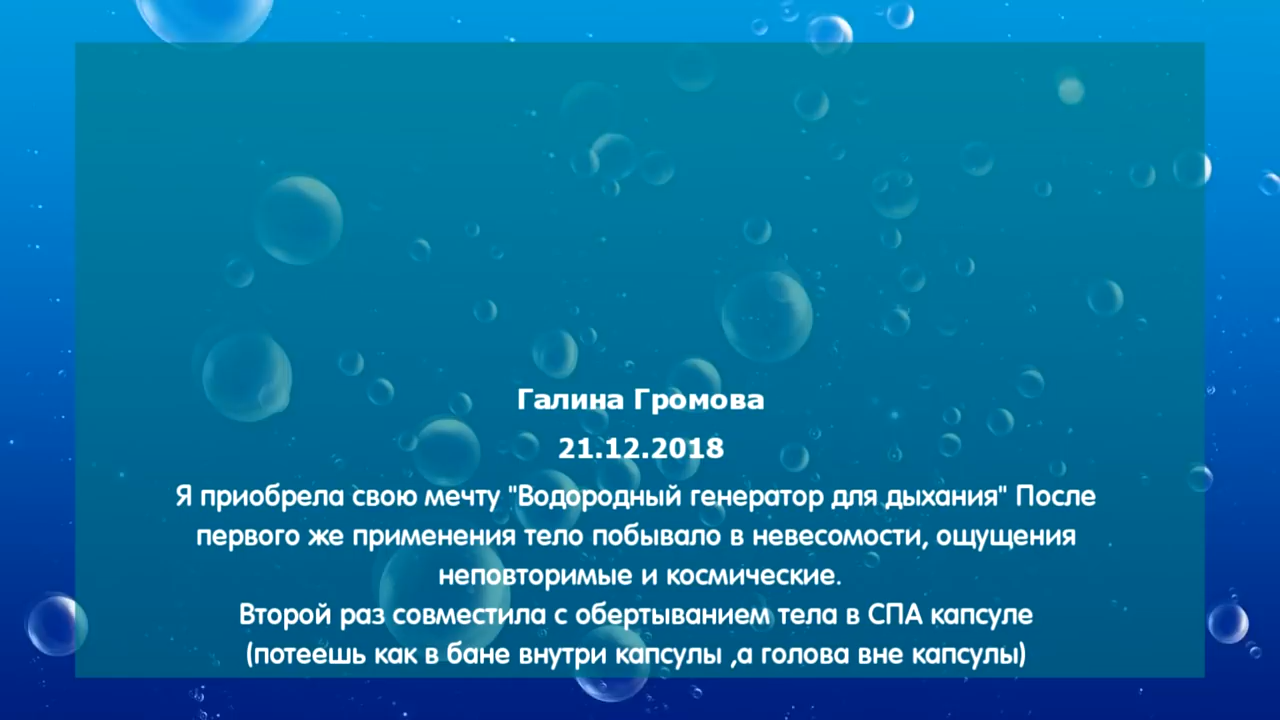 Галина Громова
21.12.2018
Я приобрела свою мечту "Водородный генератор для дыхания" После
первого же применения тело побывало в невесомости, ощущения
неповторимые и космические.
Второй раз совместила с обертыванием тела в СПА капсуле
(потеешь как в бане внутри капсулы ,а голова вне капсулы)